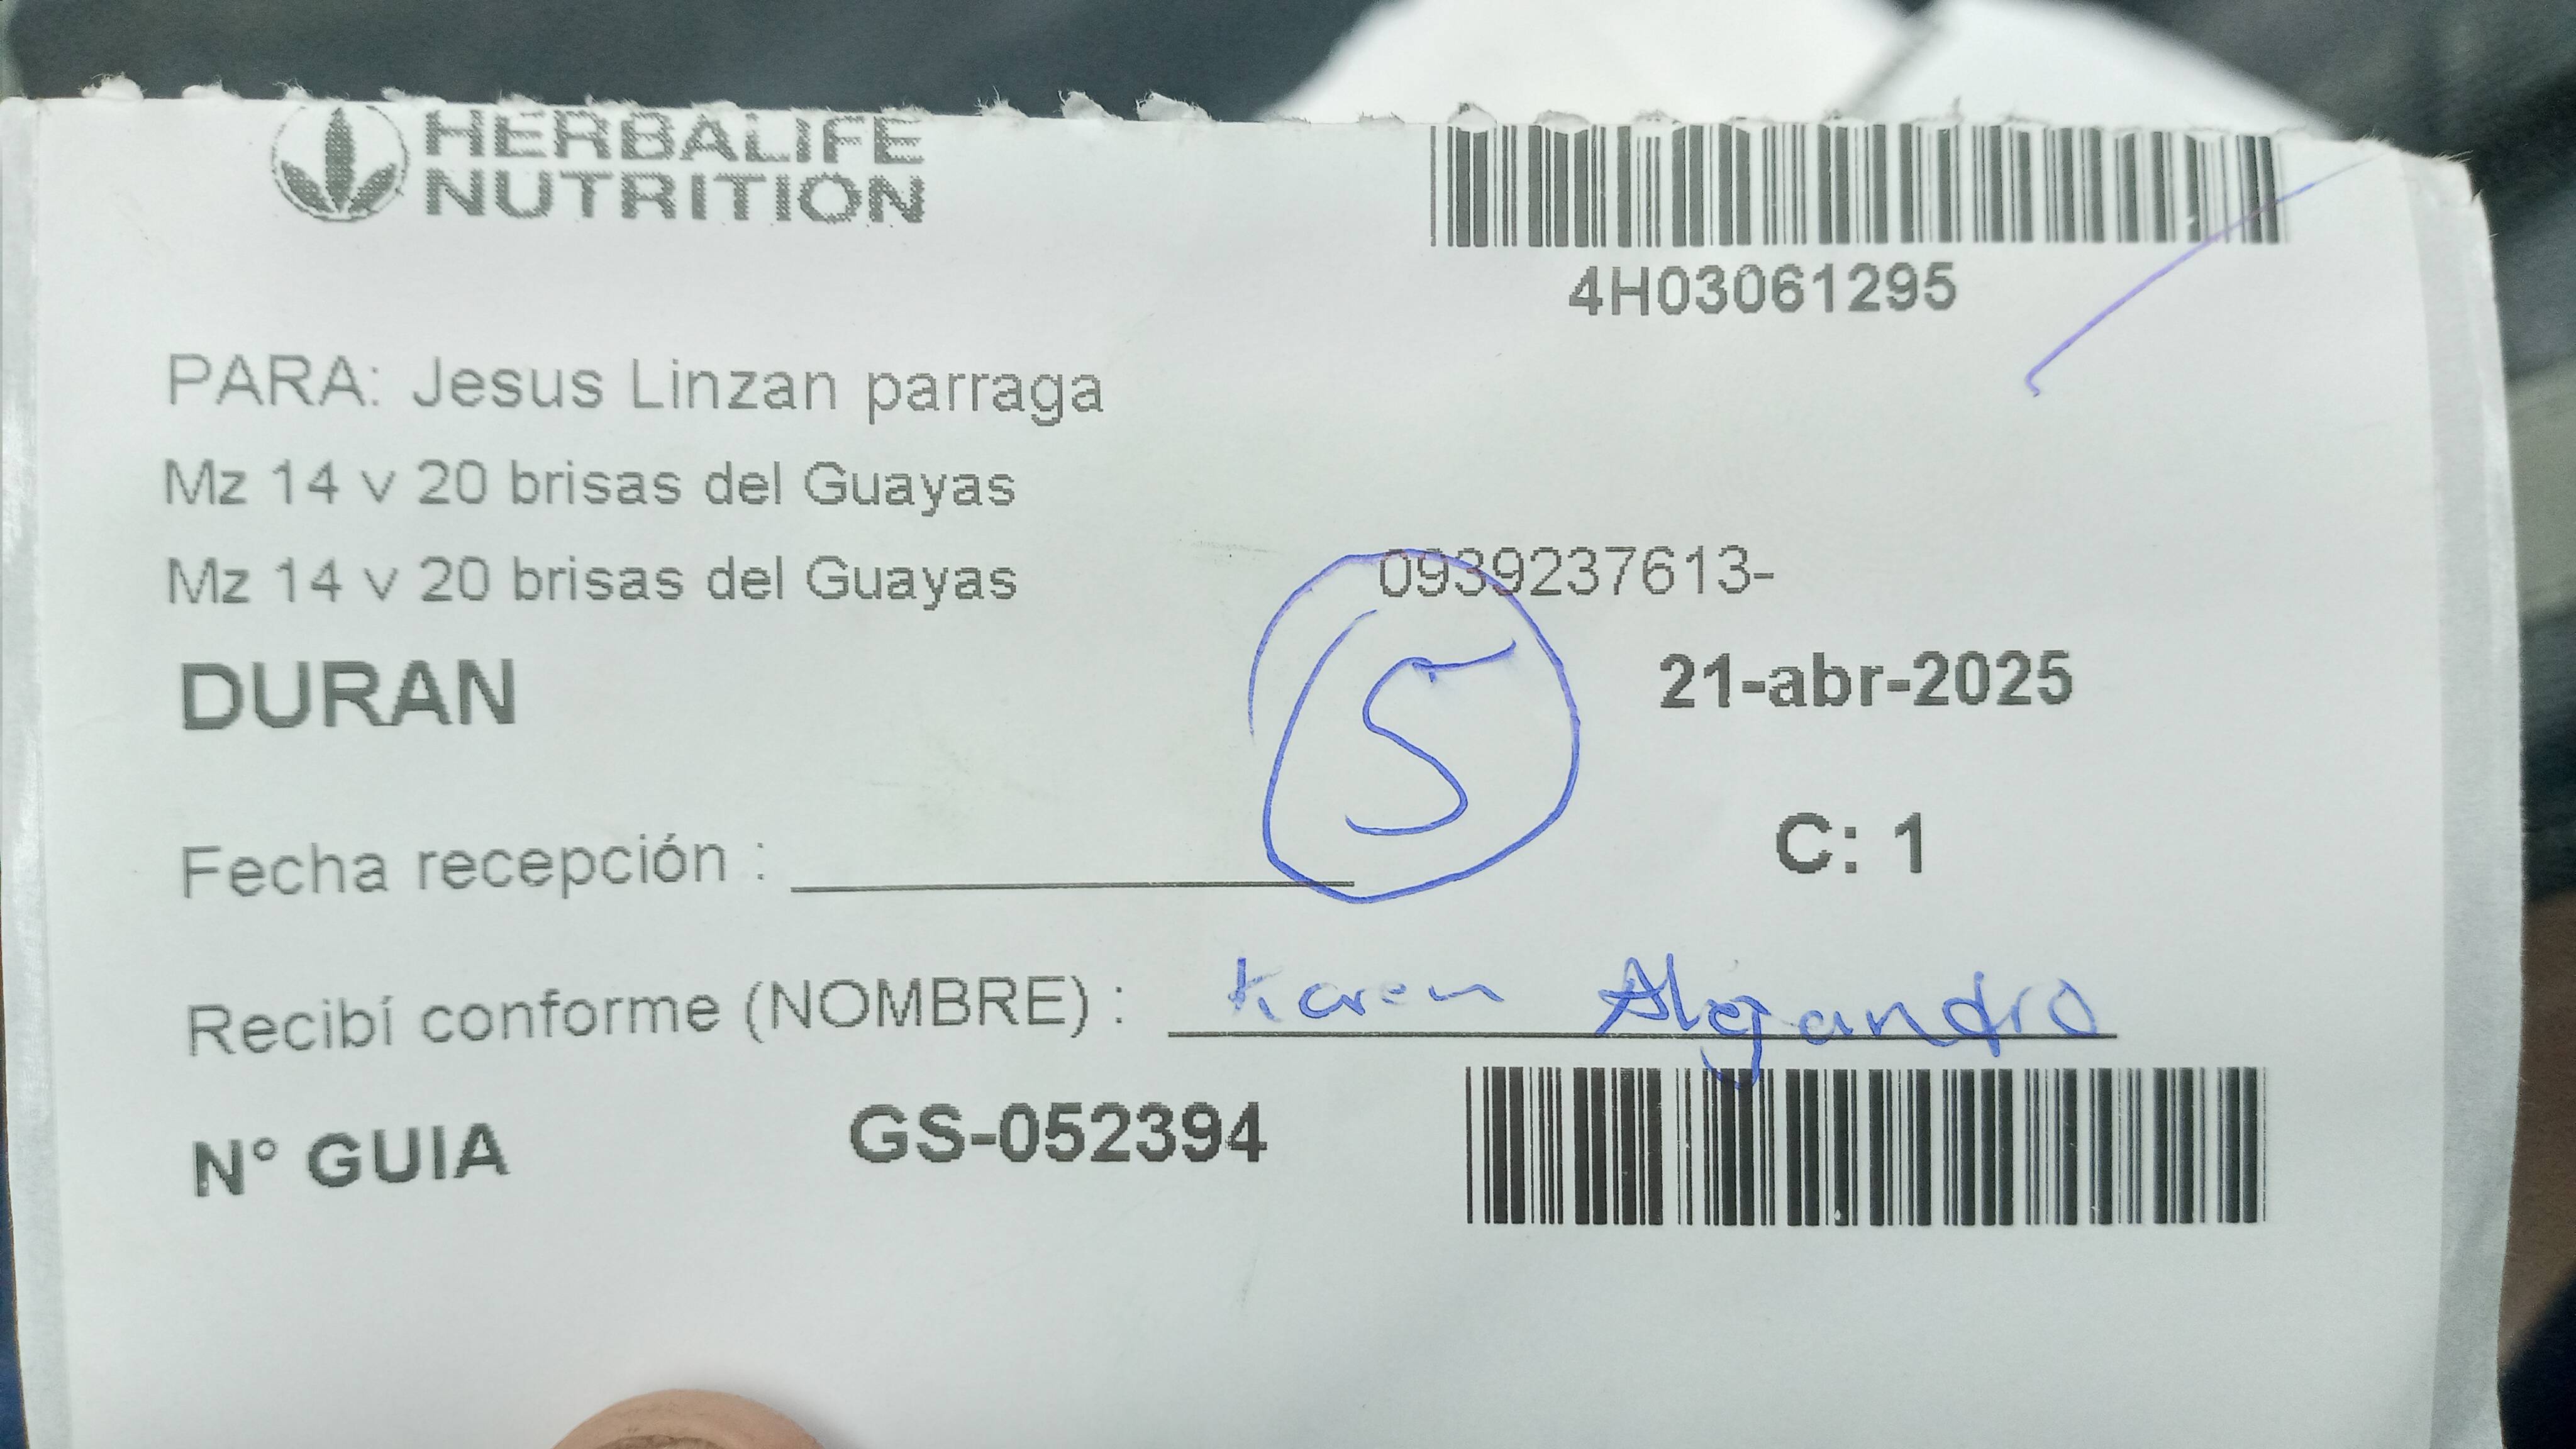 HERBALIFE
NUTRITION
4H03061295
PARA: Jesus Linzan parraga
Mz 14 v 20 brisas del Guayas
Mz 14 v 20 brisas del Guayas
0939237613-
DURAN
5
21-abr-2025
Fecha recepción :
C: 1
Recibí conforme (NOMBRE) : Karen Alejandro
N° GUIA GS-052394